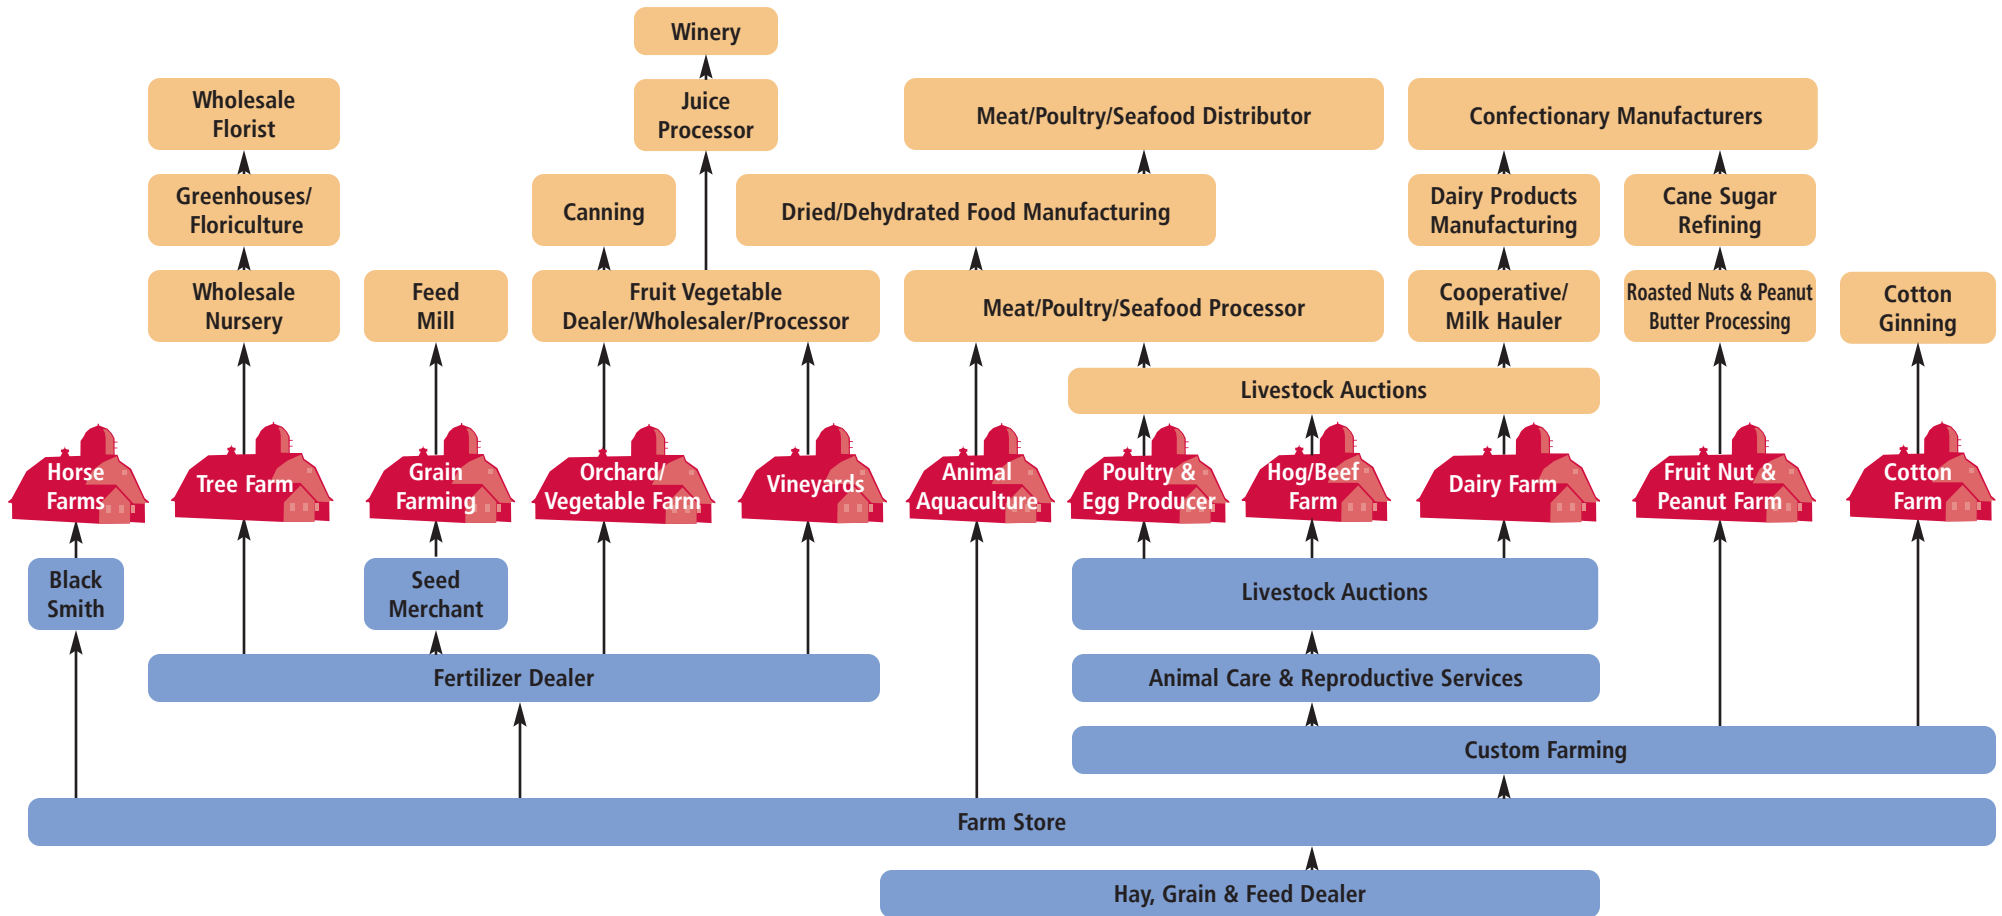 Winery
Wholesale
Florist
Juice
Processor
Meat/Poultry/Seafood Distributor
Confectionary Manufacturers
Greenhouses/
Floriculture
Canning
Dried/Dehydrated Food Manufacturing
Dairy Products
Manufacturing
Cane Sugar
Refining
Wholesale
Nursery
Feed
Mill
Fruit Vegetable
Dealer/Wholesaler/Processor
Meat/Poultry/Seafood Processor
Cooperative/
Milk Hauler
Roasted Nuts & Peanut
Butter Processing
Cotton
Ginning
Livestock Auctions
Horse
Farms
Tree Farm
Grain
Farming
Orchard/
Vegetable Farm
Vineyards
Animal
Aquaculture
Poultry &
Egg Producer
Hog/Beef
Farm
Dairy Farm
Fruit Nut &
Peanut Farm
Cotton
Farm
Black
Smith
Seed
Merchant
Livestock Auctions
Fertilizer Dealer
Animal Care & Reproductive Services
Custom Farming
Farm Store
Hay, Grain & Feed Dealer